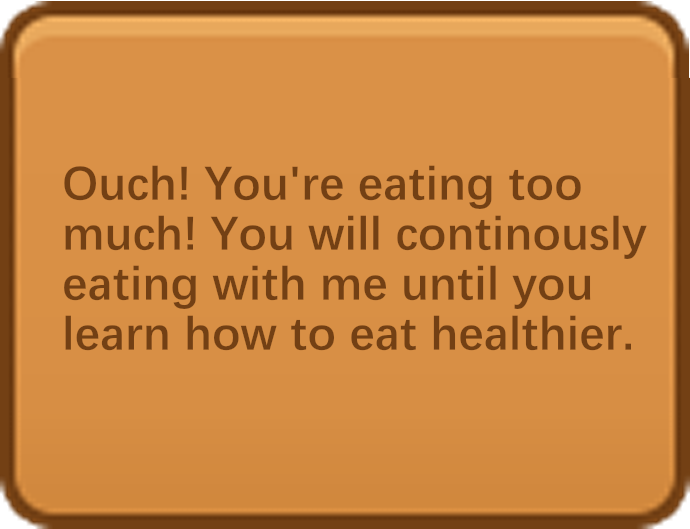 Ouch! You're eating too
much! You will continously
eating with me until you
learn how to eat healthier.